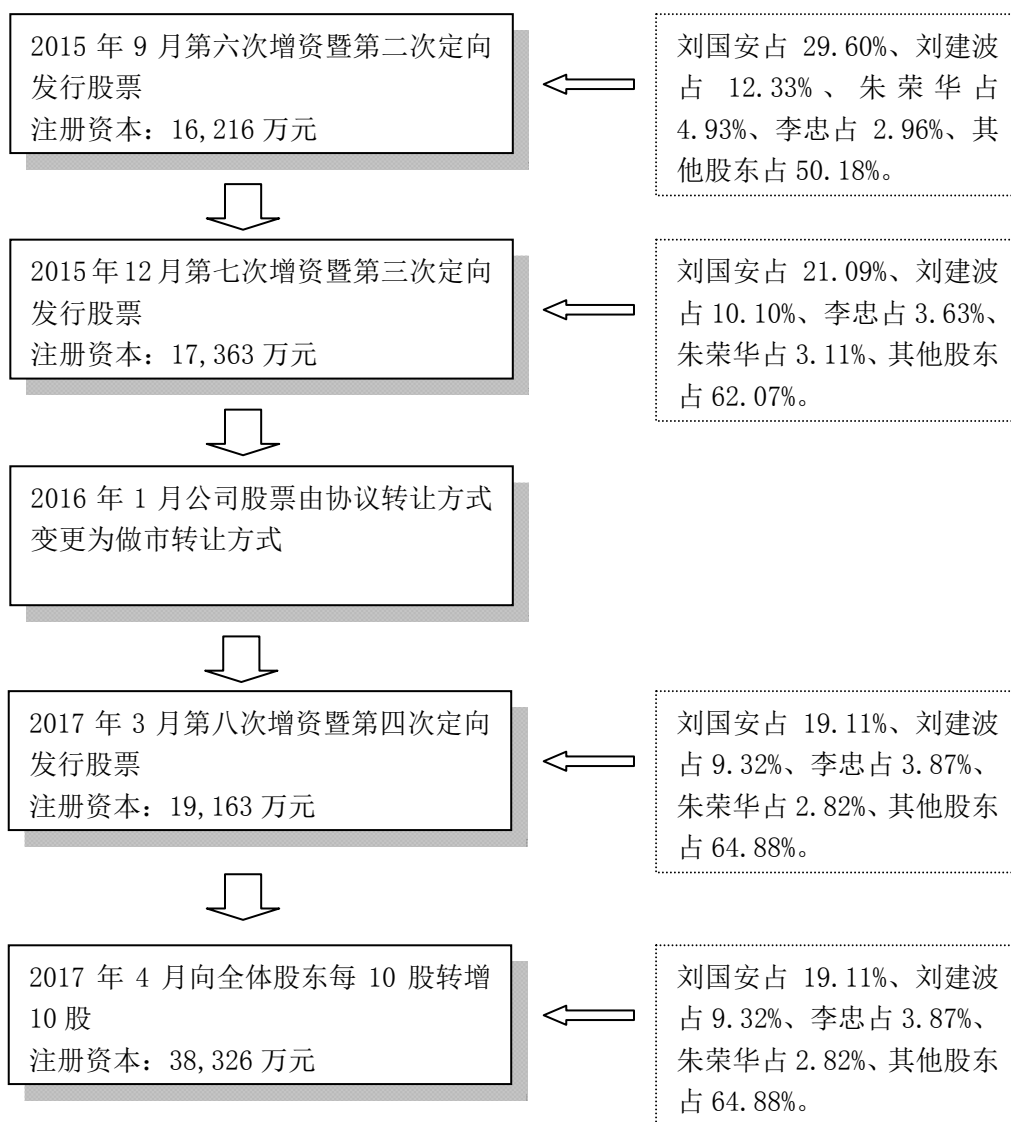 2015 年 9 月第六次增资暨第二次定向
发行股票
注册资本：16,216 万元
刘国安占 29.60%、刘建波
占 12.33%、朱荣华占
4.93%、李忠占 2.96%、其
他股东占 50.18%。
2015 年 12 月第七次增资暨第三次定向
发行股票
注册资本：17,363 万元
刘国安占 21.09%、刘建波
占 10.10%、李忠占 3.63%、
朱荣华占 3.11%、其他股东
占 62.07%。
2016 年 1 月公司股票由协议转让方式
变更为做市转让方式
2017 年 3 月第八次增资暨第四次定向
发行股票
注册资本：19,163 万元
刘国安占 19.11%、刘建波
占 9.32%、李忠占 3.87%、
朱荣华占 2.82%、其他股东
占 64.88%。
2017 年 4 月向全体股东每 10 股转增
10 股
注册资本：38,326 万元
刘国安占 19.11%、刘建波
占 9.32%、李忠占 3.87%、
朱荣华占 2.82%、其他股东
占 64.88%。